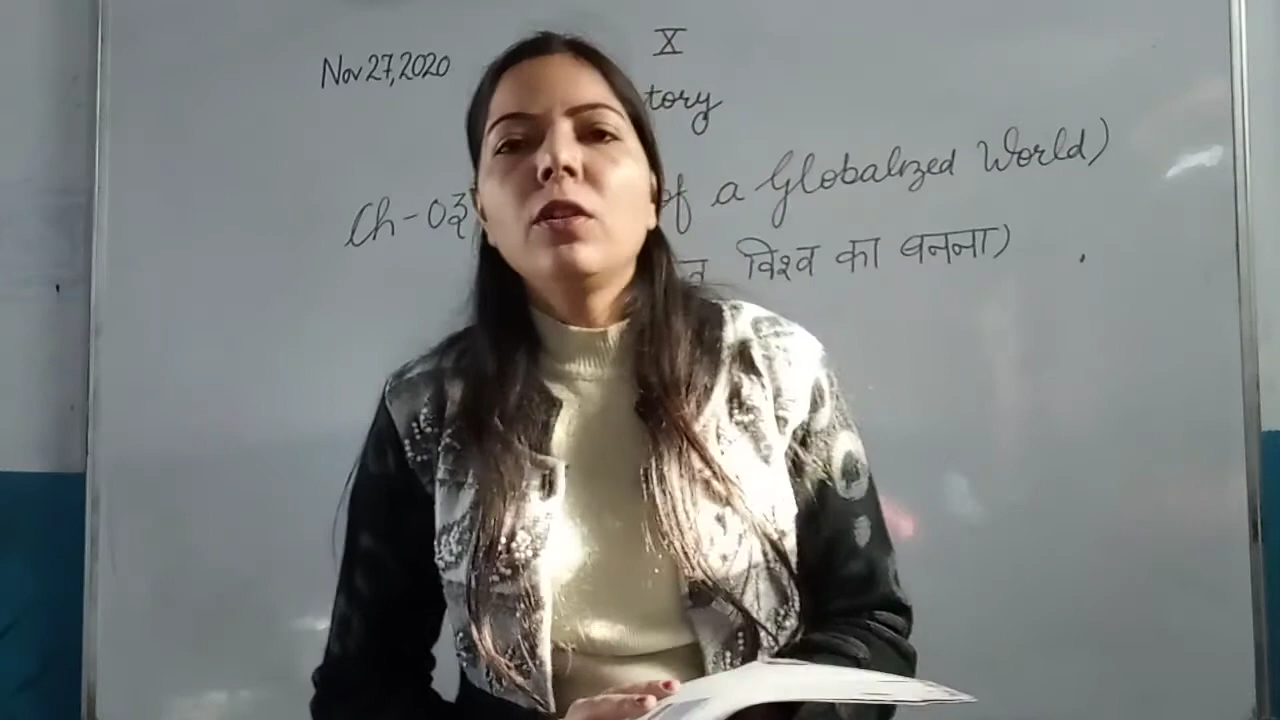 Nov 27, 2020
X
tory
Ch-03 of a Globalized World)
विश्व का बनना)